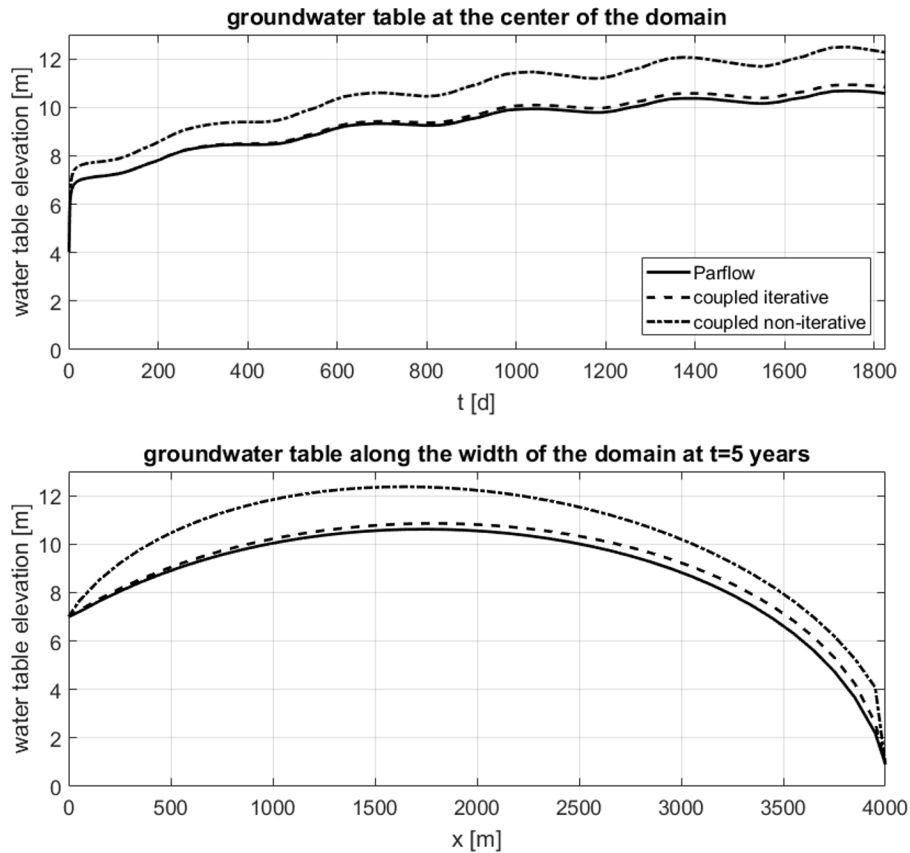 groundwater table at the center of the domain
water table elevation [m]
12
10
8
6
4
2
0
Parflow
coupled iterative
coupled non-iterative
0 200 400 600 800 1000 1200 1400 1600 1800
t [d]
groundwater table along the width of the domain at t=5 years
water table elevation [m]
12
10
8
6
4
2
0
0 500 1000 1500 2000 2500 3000 3500 4000
x [m]